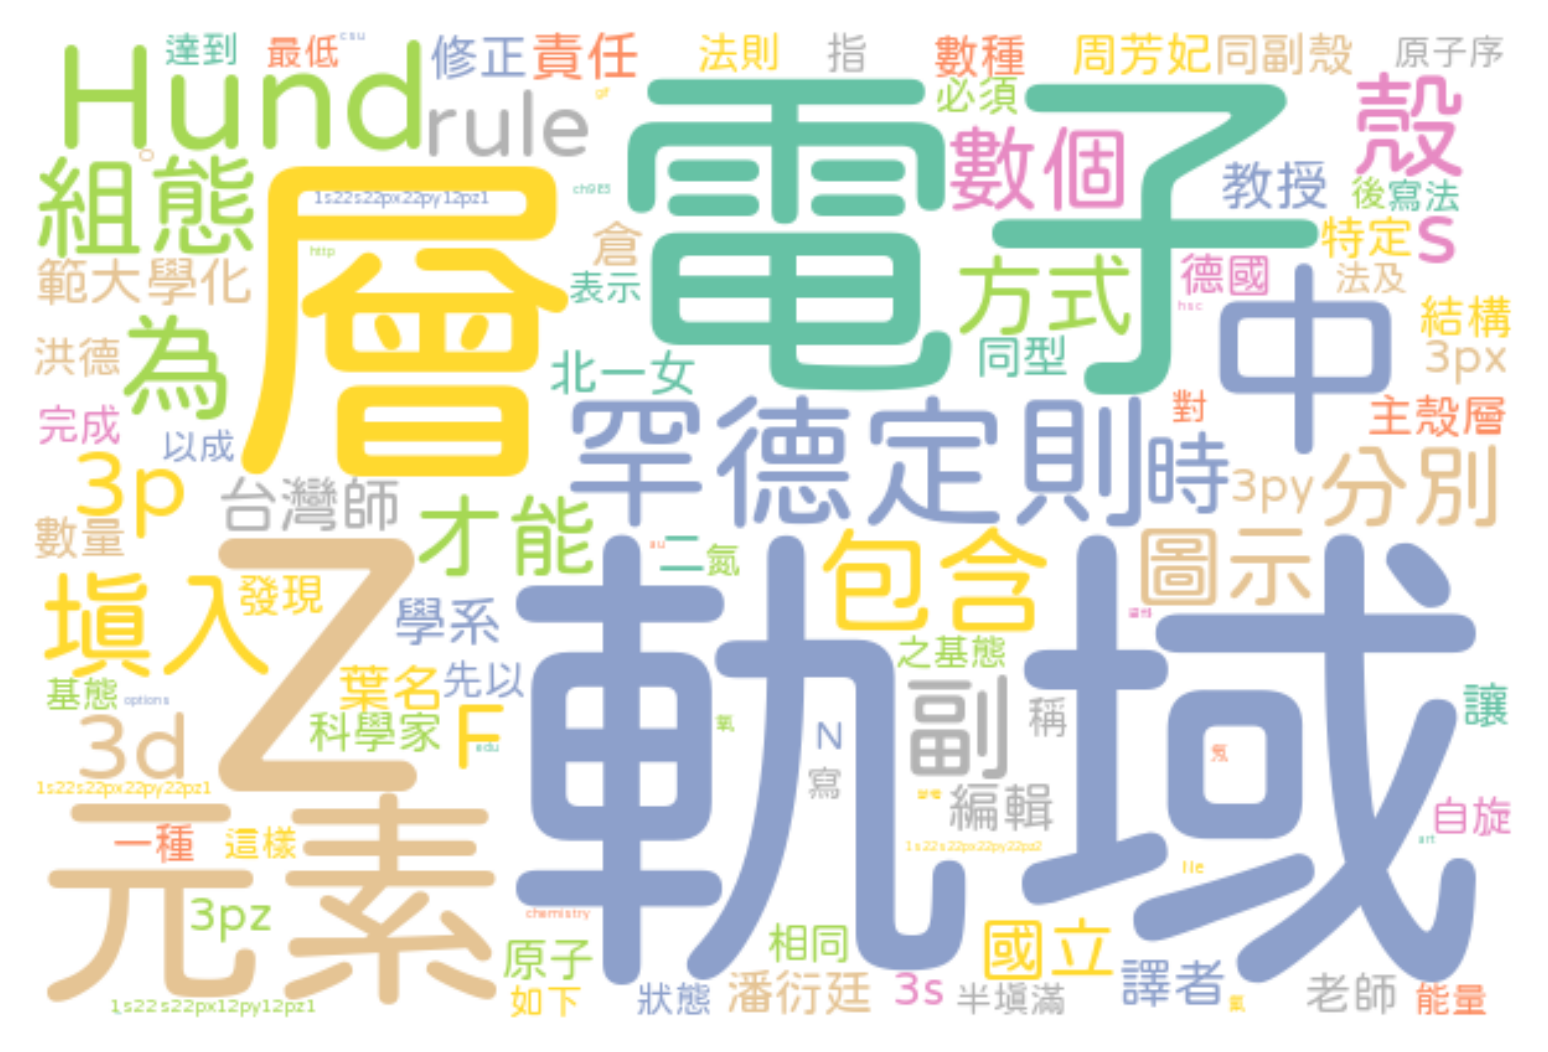 達到
最低
csu
修正
責任
法則
指
數種
周芳妃
同副殼
原子序
Hund
rule
gf
電子
必須
數個
殼
組態
1s22s22px22py12pz1
ch9E3
教授
後
寫法
層
http
倉
表示
方式
德國
hsc
特定
s
法及
範大學化
洪德
為
北一女
同型
中
結構
3px
完成
以成
罕德定則
時
對
主殼層
3p
台灣師
3py
分別
數量
才能
su
二
氮
包含
圖示
填入
發現
Z
學系
軌域
之基態
基態
options
葉名
先以
副
稱
讓
3d
科學家
F
edu
氧
N
寫
氖
1s22s22px22py22pz1
編輯
自旋
元素
一種
這樣
1s22s22px22py22pz2
file
art
3pz
chemistry
相同
國立
原子
1s22s22px12py12pz1
如下
狀態
潘衍廷
3s
半填滿
譯者
氟
老師
能量